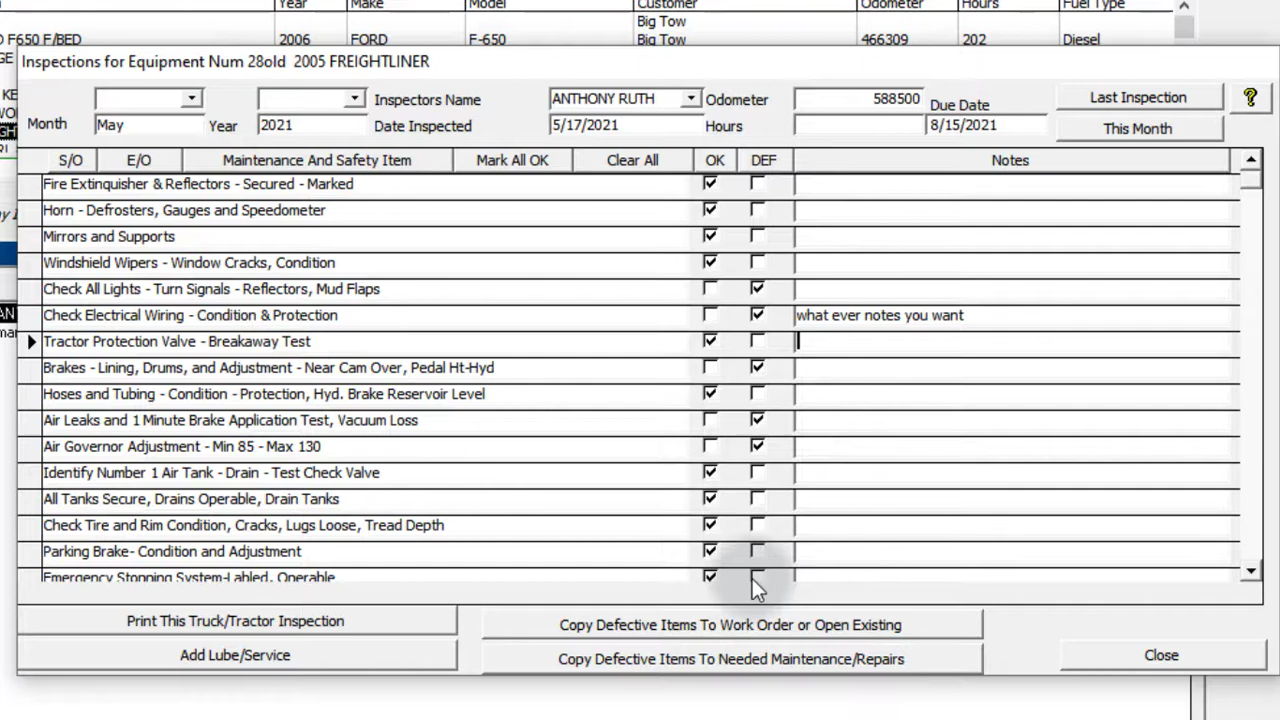 Year Make Model Customer Odometer Hours Fuel Type
Big Tow
F650 F/BED 2006 FORD F-650 Big Tow 466309 202 Diesel
Inspections for Equipment Num 28old 2005 FREIGHTLINER
Inspectors Name ANTHONY RUTH Odometer 588500 Due Date Last Inspection ?
Month May Year 2021 Date Inspected 5/17/2021 Hours 8/15/2021 This Month
S/O E/O Maintenance And Safety Item Mark All OK Clear All OK DEF Notes
Fire Extinguisher & Reflectors - Secured - Marked
Horn - Defrosters, Gauges and Speedometer
Mirrors and Supports
Windshield Wipers - Window Cracks, Condition
Check All Lights - Turn Signals - Reflectors, Mud Flaps
Check Electrical Wiring - Condition & Protection what ever notes you want
Tractor Protection Valve - Breakaway Test
Brakes - Lining, Drums, and Adjustment - Near Cam Over, Pedal Ht-Hyd
Hoses and Tubing - Condition - Protection, Hyd. Brake Reservoir Level
Air Leaks and 1 Minute Brake Application Test, Vacuum Loss
Air Governor Adjustment - Min 85 - Max 130
Identify Number 1 Air Tank - Drain - Test Check Valve
All Tanks Secure, Drains Operable, Drain Tanks
Check Tire and Rim Condition, Cracks, Lugs Loose, Tread Depth
Parking Brake- Condition and Adjustment
Emergency Stopping System-Labled, Operable
Print This Truck/Tractor Inspection Copy Defective Items To Work Order or Open Existing
Add Lube/Service Copy Defective Items To Needed Maintenance/Repairs Close